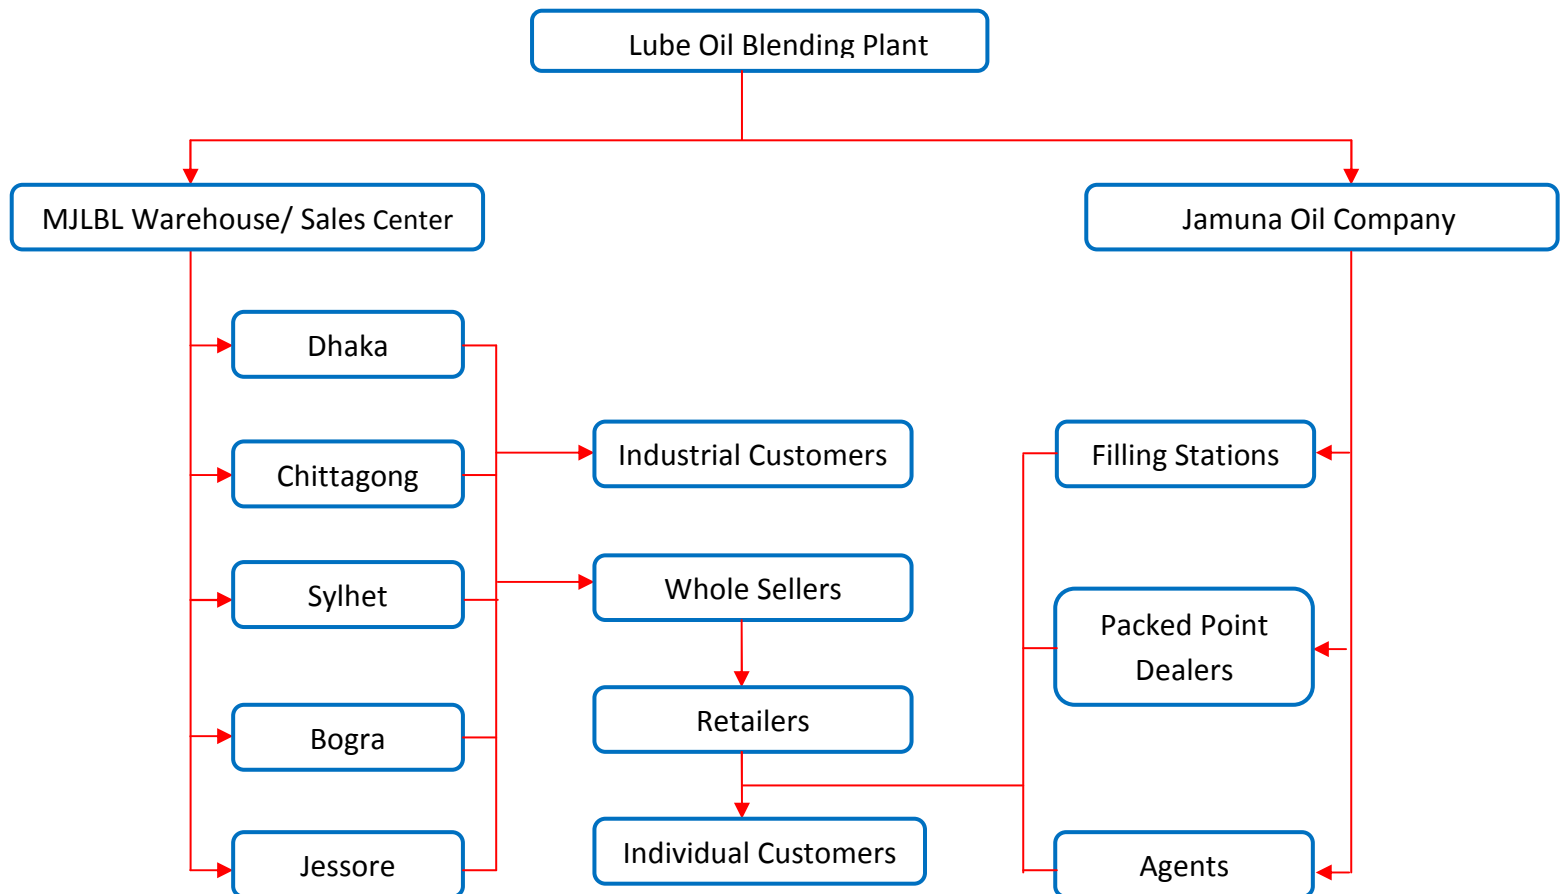 Lube Oil Blending Plant
MJLBL Warehouse/ Sales Center
Jamuna Oil Company
Dhaka
Chittagong
Sylhet
Bogra
Jessore
Industrial Customers
Whole Sellers
Retailers
Individual Customers
Filling Stations
Packed Point
Dealers
Agents